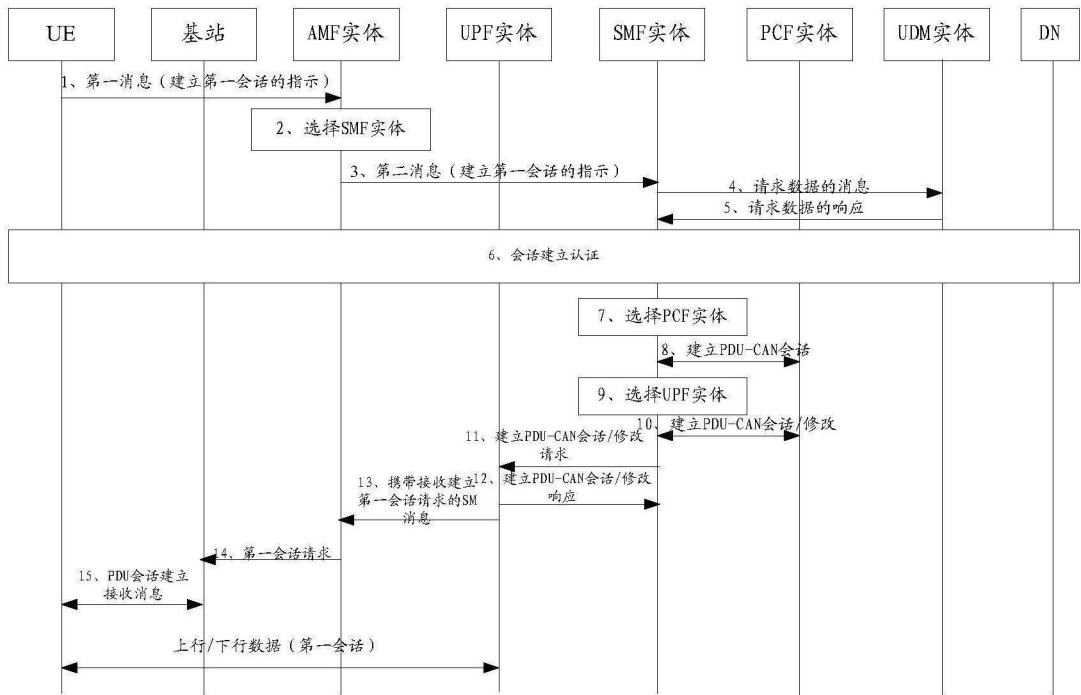 UE
基站
AMF实体
UPF实体
SMF实体
PCF实体
UDM实体
DN
1、第一消息（建立第一会话的指示）
2、选择SMF实体
3、第二消息（建立第一会话的指示）
4、请求数据的消息
5、请求数据的响应
6、会话建立认证
7、选择PCF实体
8、建立PDU-CAN会话
9、选择UPF实体
10、建立PDU-CAN会话/修改
11、建立PDU-CAN会话/修改
请求
12、建立PDU-CAN会话/修改
响应
13、携带接收建立
第一会话请求的SM
消息
14、第一会话请求
15、PDU会话建立
接收消息
上行/下行数据（第一会话）